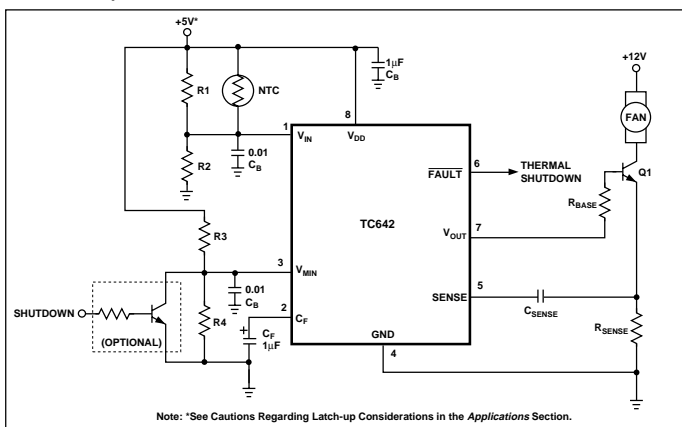 +5V*
+12V
1μF
C_B
R1
NTC
FAN
8
1
V_IN
V_DD
0.01
C_B
R2
6
FAULT
THERMAL
SHUTDOWN
Q1
R_BASE
TC642
R3
7
V_OUT
3
V_MIN
5
SENSE
0.01
C_B
C_SENSE
2
C_F
SHUTDOWN
R4
(OPTIONAL)
+
C_F
1μF
GND
4
R_SENSE
Note: *See Cautions Regarding Latch-up Considerations in the Applications Section.